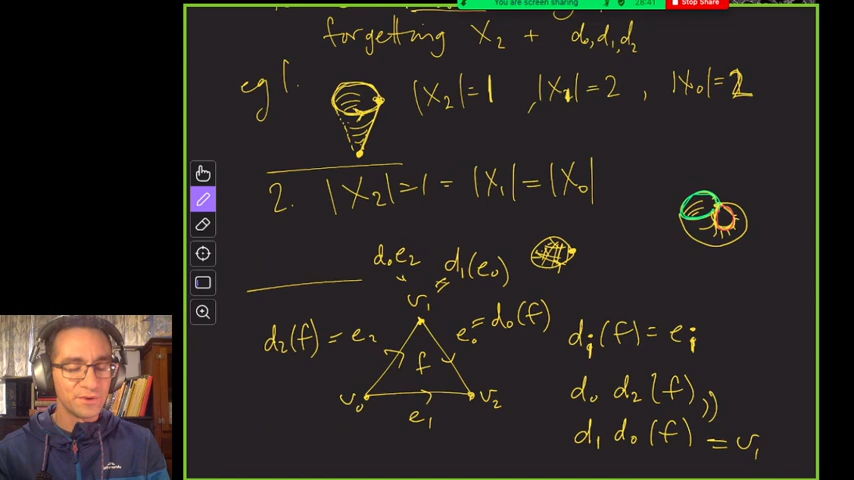 You are screen sharing 28:41 Stop Share
forgetting X₂ + d₀,d₁,d₂
eg 1. |X₂|=1 , |X₁|=2 , |X₀|=2
2. |X₂|=1=|X₁|=|X₀|
d₀e₂ d₁(e₀)
v₁
d₂(f)=e₂ e₀=d₀(f) dᵢ(f)=eᵢ
f
v₀ v₂ d₀ d₂(f)
e₁
d₁ d₀(f) = v₁